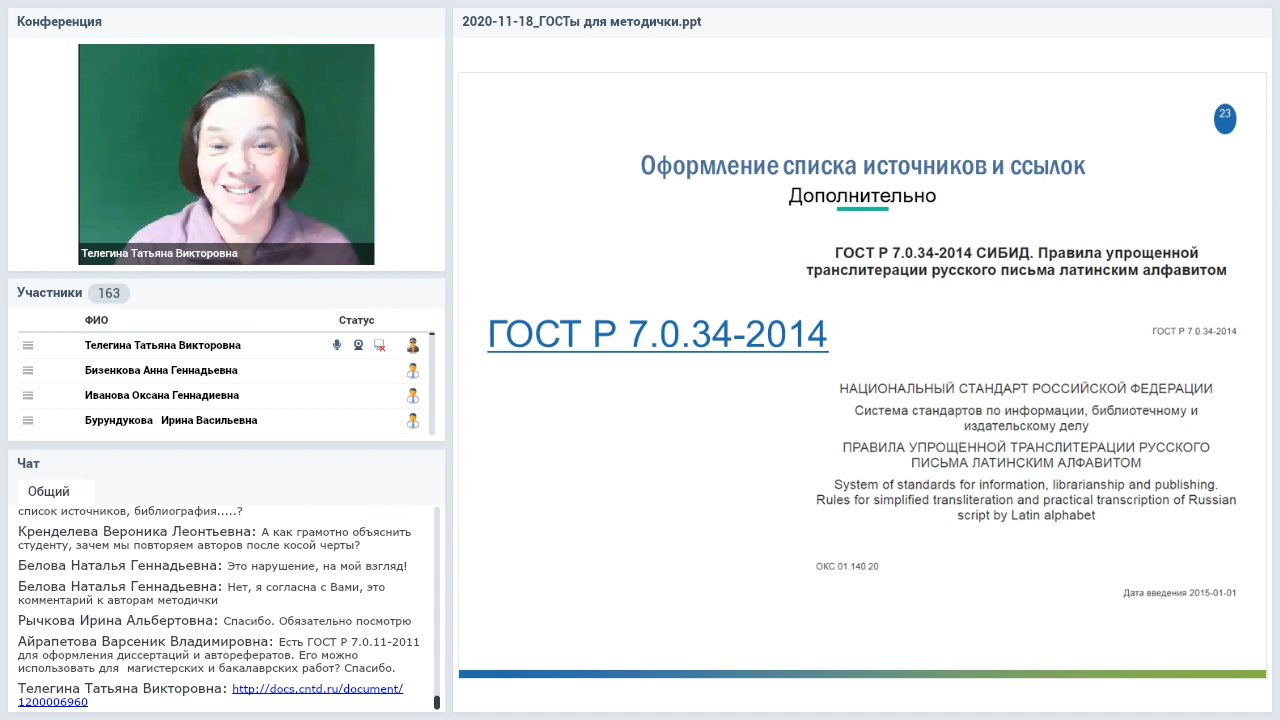 Конференция
Телегина Татьяна Викторовна
Участники 163
ФИО Статус
Телегина Татьяна Викторовна
Бизенкова Анна Геннадьевна
Иванова Оксана Геннадиевна
Бурундукова Ирина Васильевна
Чат
Общий
список источников, библиография.....?
Кренделева Вероника Леонтьевна: А как грамотно объяснить
студенту, зачем мы повторяем авторов после косой черты?
Белова Наталья Геннадьевна: Это нарушение, на мой взгляд!
Белова Наталья Геннадьевна: Нет, я согласна с Вами, это
комментарий к авторам методички
Рычкова Ирина Альбертовна: Спасибо. Обязательно посмотрю
Айрапетова Варсеник Владимировна: Есть ГОСТ Р 7.0.11-2011
для оформления диссертаций и авторефератов. Его можно
использовать для магистерских и бакалаврских работ? Спасибо.
Телегина Татьяна Викторовна: http://docs.cntd.ru/document/
1200006960
2020-11-18_ГОСТы для методички.ppt
23
Оформление списка источников и ссылок
Дополнительно
ГОСТ Р 7.0.34-2014
ГОСТ Р 7.0.34-2014 СИБИД. Правила упрощенной
транслитерации русского письма латинским алфавитом
ГОСТ Р 7.0.34-2014
НАЦИОНАЛЬНЫЙ СТАНДАРТ РОССИЙСКОЙ ФЕДЕРАЦИИ
Система стандартов по информации, библиотечному и
издательскому делу
ПРАВИЛА УПРОЩЕННОЙ ТРАНСЛИТЕРАЦИИ РУССКОГО
ПИСЬМА ЛАТИНСКИМ АЛФАВИТОМ
System of standards for information, librarianship and publishing.
Rules for simplified transliteration and practical transcription of Russian
script by Latin alphabet
ОКС 01.140.20
Дата введения 2015-01-01